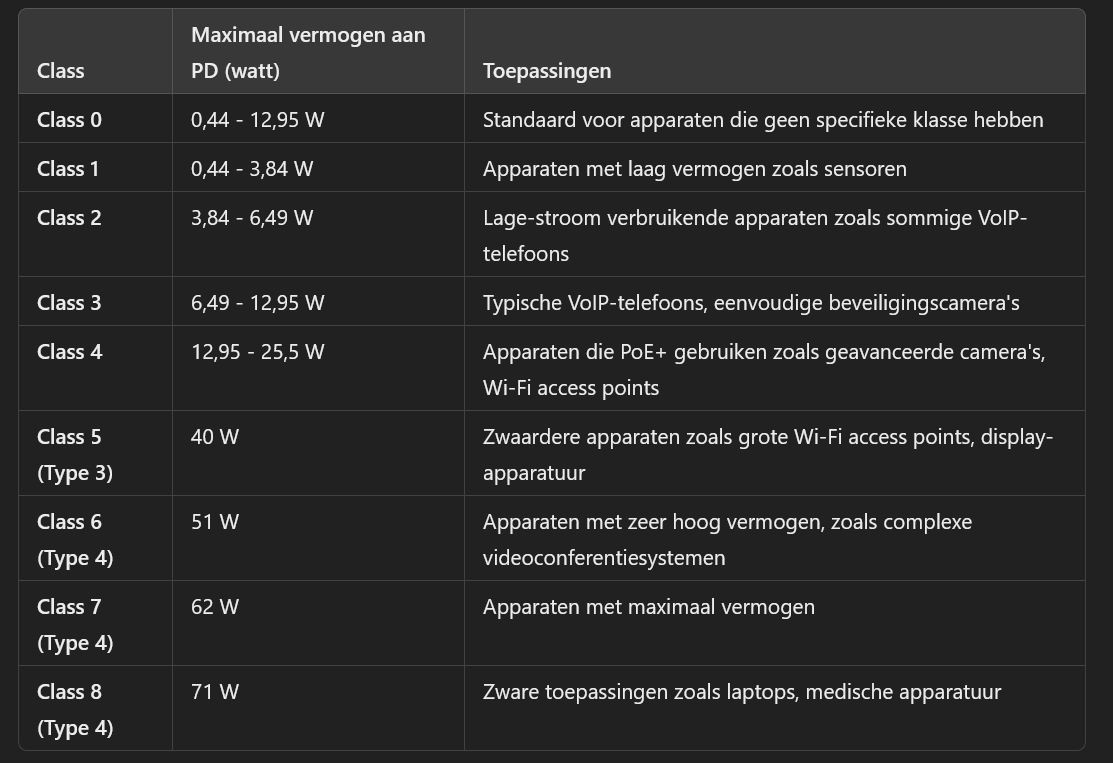 Class
Maximaal vermogen aan
PD (watt)
Toepassingen
Class 0
0,44 - 12,95 W
Standaard voor apparaten die geen specifieke klasse hebben
Class 1
0,44 - 3,84 W
Apparaten met laag vermogen zoals sensoren
Class 2
3,84 - 6,49 W
Lage-stroom verbruikende apparaten zoals sommige VoIP-
telefoons
Class 3
6,49 - 12,95 W
Typische VoIP-telefoons, eenvoudige beveiligingscamera's
Class 4
12,95 - 25,5 W
Apparaten die PoE+ gebruiken zoals geavanceerde camera's,
Wi-Fi access points
Class 5
(Type 3)
40 W
Zwaardere apparaten zoals grote Wi-Fi access points, display-
apparatuur
Class 6
(Type 4)
51 W
Apparaten met zeer hoog vermogen, zoals complexe
videoconferentiesystemen
Class 7
(Type 4)
62 W
Apparaten met maximaal vermogen
Class 8
(Type 4)
71 W
Zware toepassingen zoals laptops, medische apparatuur